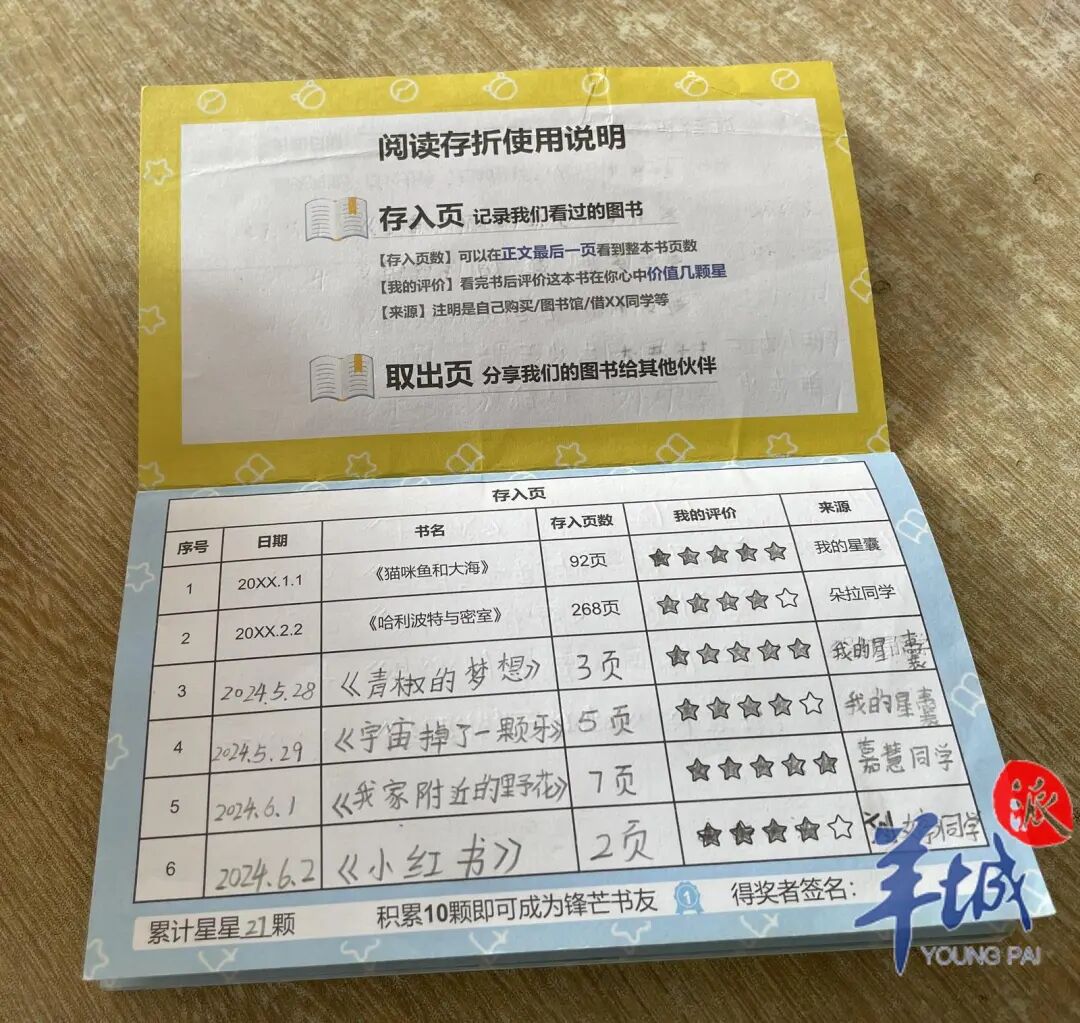 阅读存折使用说明
存入页 记录我们看过的图书
【存入页数】可以在正文最后一页看到整本书页数
【我的评价】看完书后评价这本书在你心中价值几颗星
【来源】注明是自己购买/图书馆/借XX同学等
取出页 分享我们的图书给其他伙伴
存入页
序号 日期 书名 存入页数 我的评价 来源
1 20XX.1.1 《猫咪鱼和大海》 92页 ★★★★★ 我的星囊
2 20XX.2.2 《哈利波特与密室》 268页 ★★★★☆ 朵拉同学
3 2024.5.28 《青椒的梦想》 3页 ★★★★★ 我的星囊
4 2024.5.29 《宇宙掉了一颗牙》 5页 ★★★★☆ 我的星囊
5 2024.6.1 《我家附近的野花》 7页 ★★★★★ 嘉慧同学
6 2024.6.2 《小红书》 2页 ★★★★☆ 同学
累计星星27颗 积累10颗即可成为锋芒书友 1 得奖者签名：
羊城派
YOUNG PAI